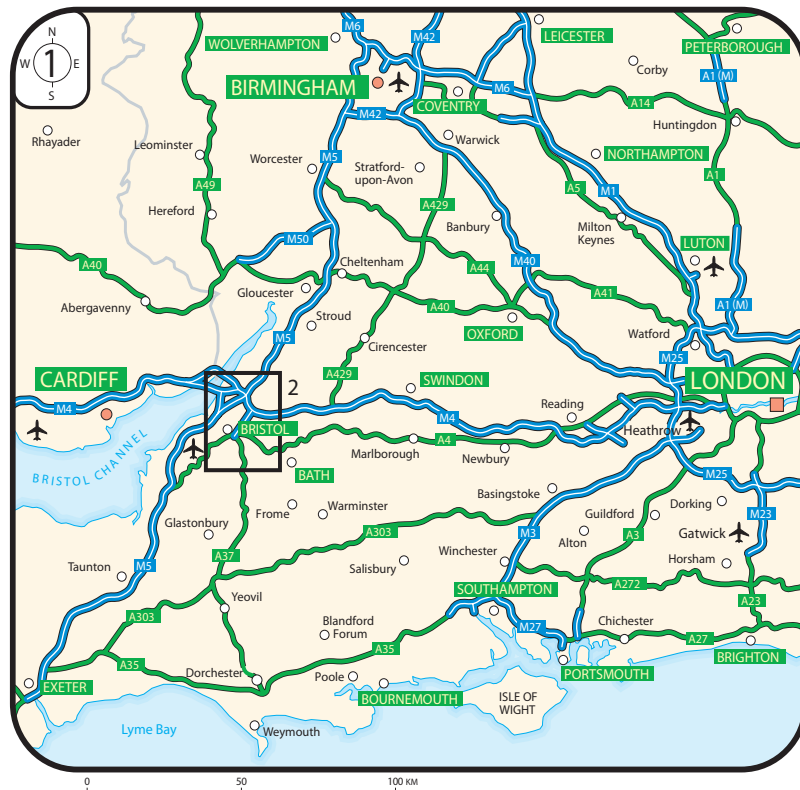 N
W 1 E
S
M6
M42
WOLVERHAMPTON
LEICESTER
PETERBOROUGH
Corby
A1 (M)
BIRMINGHAM
COVENTRY
M6
A14
M42
Huntingdon
Rhayader
Leominster
Warwick
NORTHAMPTON
Worcester
M5
Stratford-
upon-Avon
A49
A5
M1
A1
A429
Hereford
Banbury
Milton
Keynes
M50
LUTON
A40
Cheltenham
A44
M40
Gloucester
A41
Abergavenny
A40
A1 (M)
Stroud
OXFORD
Watford
M5
Cirencester
M25
CARDIFF
A429
SWINDON
LONDON
2
M4
Reading
M4
BRISTOL
Heathrow
A4
BRISTOL CHANNEL
Marlborough
Newbury
BATH
M25
Basingstoke
Frome
Warminster
Guildford
Dorking
M23
Glastonbury
A303
M3
Alton
A3
Gatwick
A37
Winchester
Horsham
M5
Taunton
Salisbury
A272
SOUTHAMPTON
Yeovil
A23
A303
Blandford
Forum
M27
Chichester
A27
A35
A35
BRIGHTON
Dorchester
Poole
PORTSMOUTH
EXETER
BOURNEMOUTH
ISLE OF
WIGHT
Lyme Bay
Weymouth
0 50 100 KM